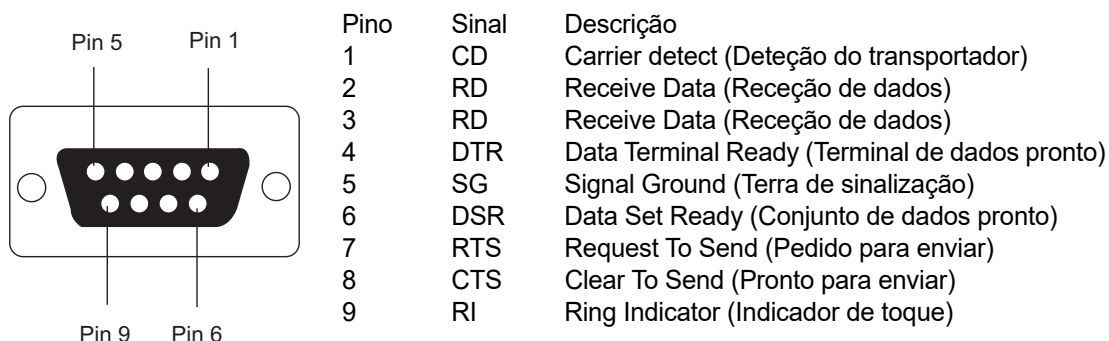 Pin 5 Pin 1
Pin 9 Pin 6
Pino Sinal Descrição
1 CD Carrier detect (Deteção do transportador)
2 RD Receive Data (Receção de dados)
3 RD Receive Data (Receção de dados)
4 DTR Data Terminal Ready (Terminal de dados pronto)
5 SG Signal Ground (Terra de sinalização)
6 DSR Data Set Ready (Conjunto de dados pronto)
7 RTS Request To Send (Pedido para enviar)
8 CTS Clear To Send (Pronto para enviar)
9 RI Ring Indicator (Indicador de toque)